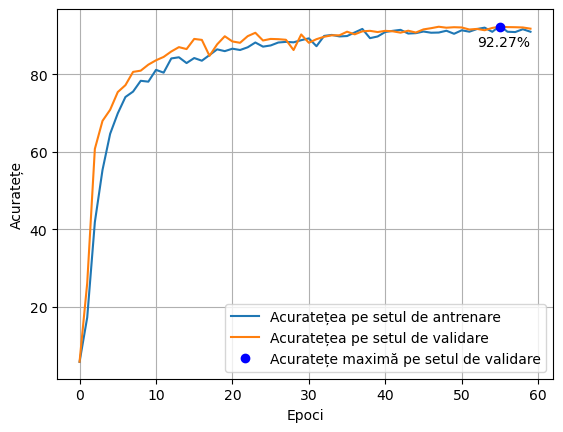 92.27%
80
60
40
20
Acuratețe
Acuratețea pe setul de antrenare
Acuratețea pe setul de validare
Acuratețe maximă pe setul de validare
0 10 20 30 40 50 60
Epoci